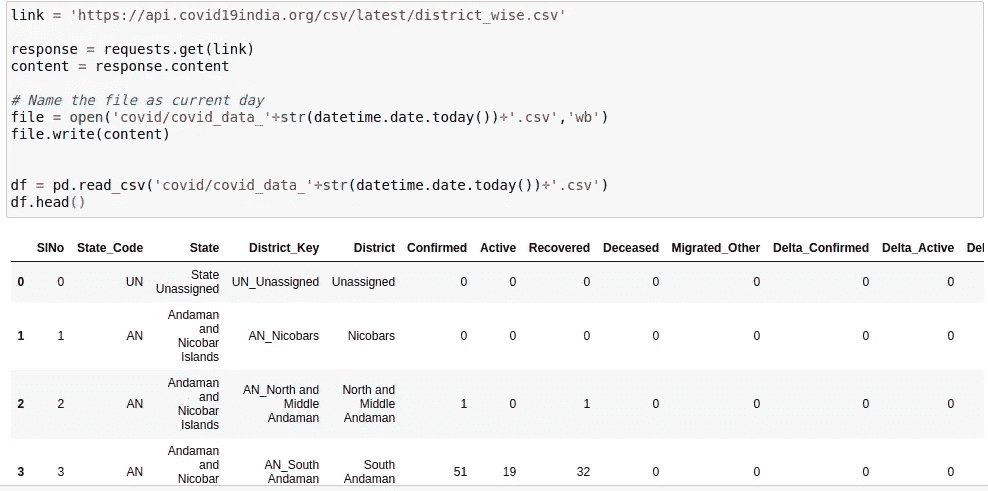 link = 'https://api.covid19india.org/csv/latest/district_wise.csv'
response = requests.get(link)
content = response.content
# Name the file as current day
file = open('covid/covid_data_'+str(datetime.date.today())+'.csv','wb')
file.write(content)
df = pd.read_csv('covid/covid_data_'+str(datetime.date.today())+'.csv')
df.head()
SlNo State_Code State District_Key District Confirmed Active Recovered Deceased Migrated_Other Delta_Confirmed Delta_Active Del
0 0 UN State Unassigned UN_Unassigned Unassigned 0 0 0 0 0 0 0
1 1 AN Andaman and Nicobar Islands AN_Nicobars Nicobars 0 0 0 0 0 0 0
2 2 AN Andaman and Nicobar Islands AN_North and Middle Andaman North and Middle Andaman 1 0 1 0 0 0 0
3 3 AN Andaman and Nicobar AN_South Andaman South Andaman 51 19 32 0 0 0 0